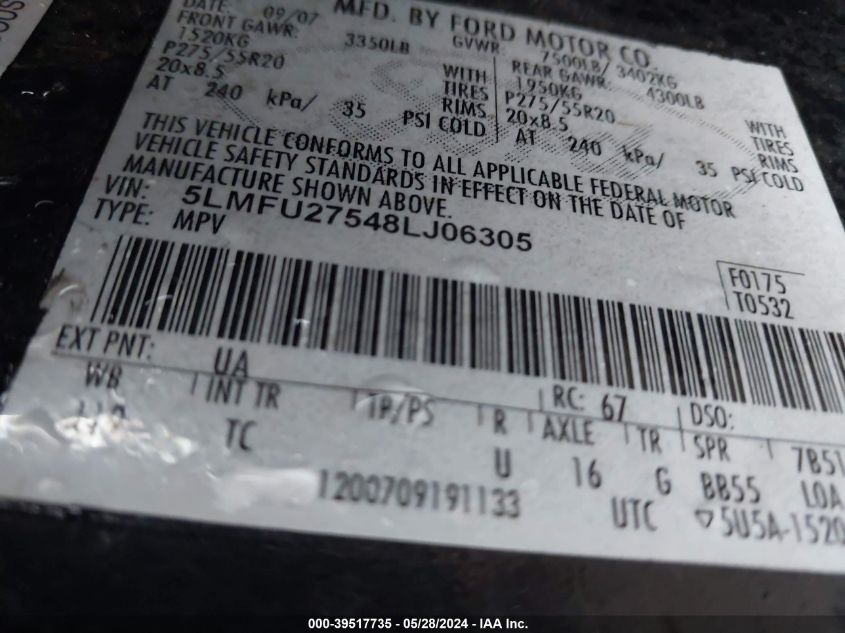 DATE: 09/07 MFD. BY FORD MOTOR CO.
FRONT GAWR: 3350LB GVWR: 7500LB/ 3402KG
1520KG REAR GAWR: 4300LB
P275/55R20 WITH 1950KG WITH
20x8.5 TIRES P275/55R20 TIRES
RIMS 20x8.5 RIMS
AT 240 kPa/ 35 PSI COLD AT 240 kPa/ 35 PSI COLD
THIS VEHICLE CONFORMS TO ALL APPLICABLE FEDERAL MOTOR
VEHICLE SAFETY STANDARDS IN EFFECT ON THE DATE OF
MANUFACTURE SHOWN ABOVE.
VIN: 5LMFU27548LJ06305
TYPE: MPV
F0175
T0532
EXT PNT: UA RC: 67 DSO:
WB INT TR TP/PS R AXLE TR SPR 7B51
TC U 16 G BB55 LOA
1200709191133 UTC ▽5U5A-1520
000-39517735 - 05/28/2024 - IAA Inc.